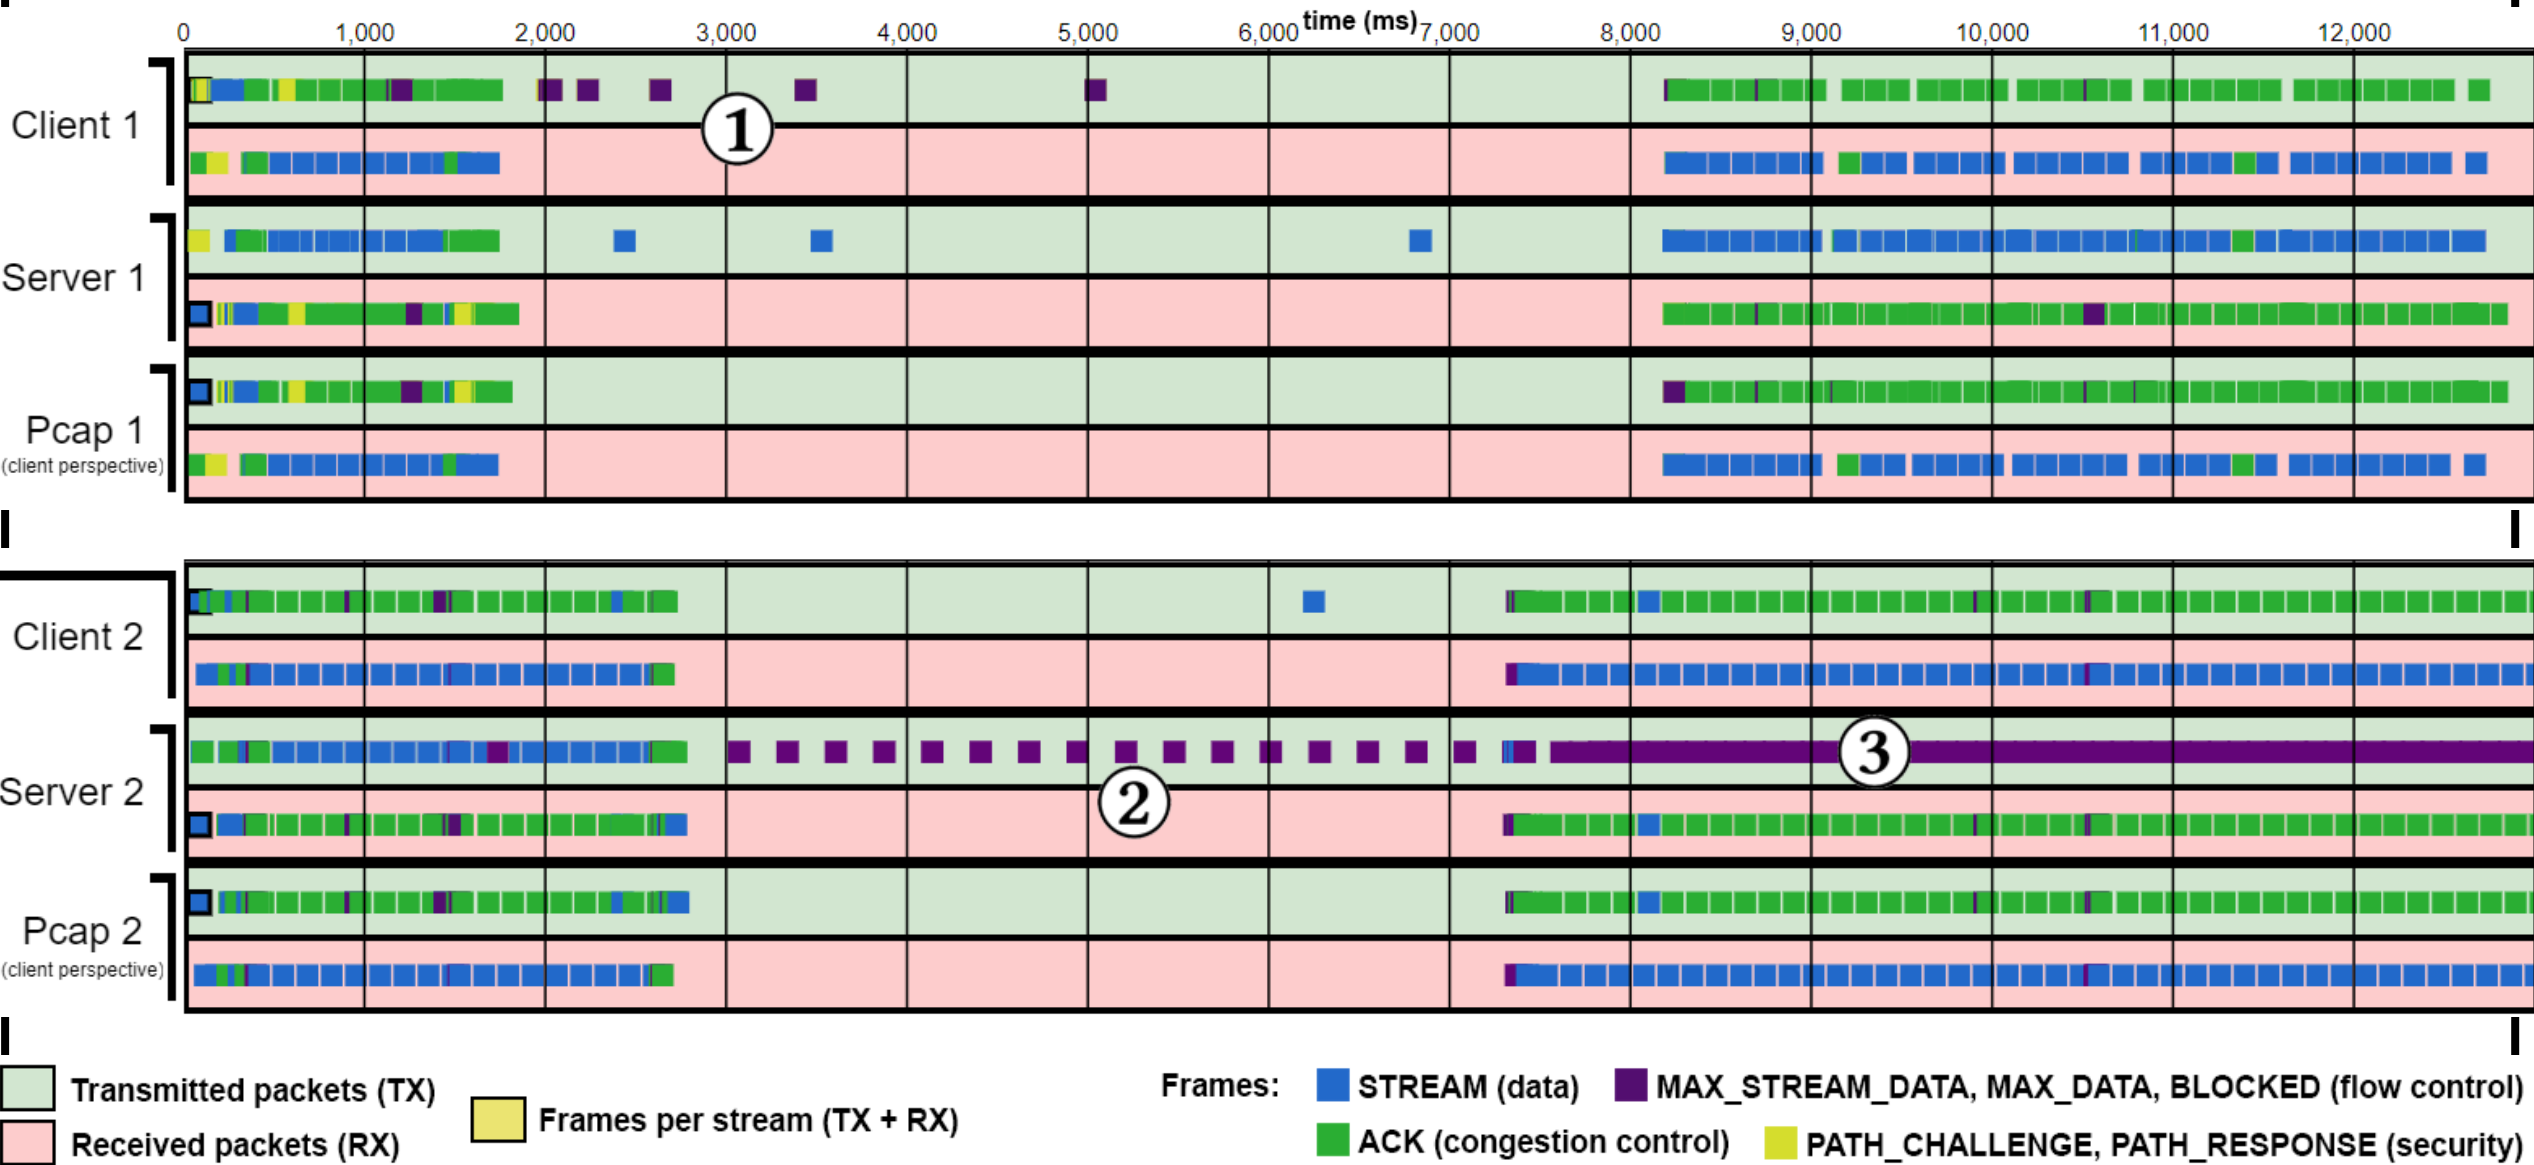 time (ms)
0 1,000 2,000 3,000 4,000 5,000 6,000 7,000 8,000 9,000 10,000 11,000 12,000
Client 1
1
Server 1
Pcap 1
(client perspective)
Client 2
Server 2
3
2
Pcap 2
(client perspective)
Transmitted packets (TX)
Received packets (RX)
Frames per stream (TX + RX)
Frames:
STREAM (data)
MAX_STREAM_DATA, MAX_DATA, BLOCKED (flow control)
ACK (congestion control)
PATH_CHALLENGE, PATH_RESPONSE (security)